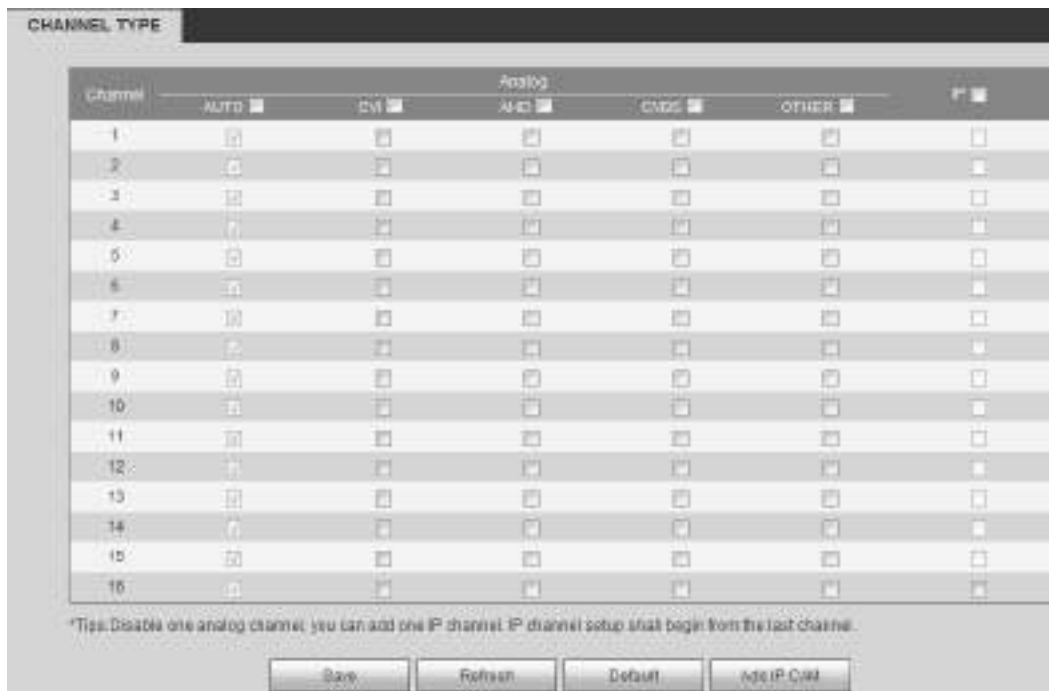 CHANNEL TYPE
Channel
Analog
AUTO
CVI
AHD
CVBS
OTHER
IP
1
2
3
4
5
6
7
8
9
10
11
12
13
14
15
16
*Tips:Disable one analog channel, you can add one IP channel. IP channel setup shall begin from the last channel.
Save
Refresh
Default
Add IP CAM